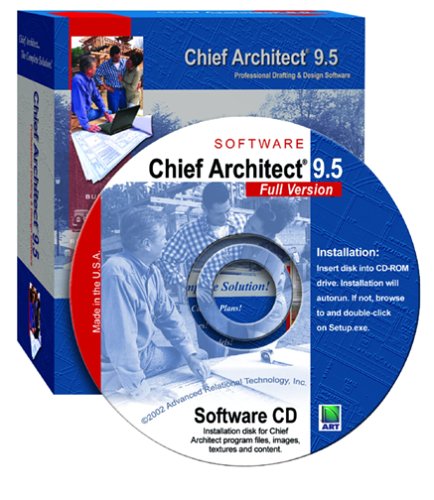 Chief Architect...
The Complete Solution!
Chief Architect® 9.5
Professional Drafting & Design Software
Chief Architect® 9.5
SOFTWARE
Chief Architect® 9.5
Full Version
Solution!
Plans!
Made in the U.S.A.
Installation:
Insert disk into CD-ROM
drive. Installation will
autorun. If not, browse
to and double-click
on Setup.exe.
©2002 Advanced Relational Technology, Inc.
Software CD
Installation disk for Chief
Architect program files, images,
textures and content.
ART